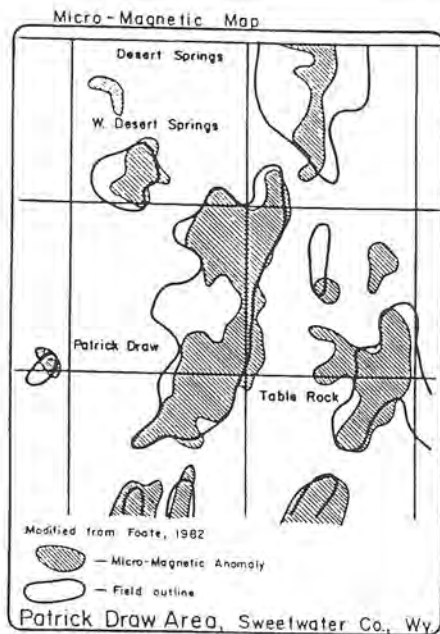 Micro-Magnetic Map
Desert Springs
W. Desert Springs
Patrick Draw
Table Rock
Modified from Foote, 1982
— Micro-Magnetic Anomaly
— Field outline
Patrick Draw Area, Sweetwater Co., Wy.